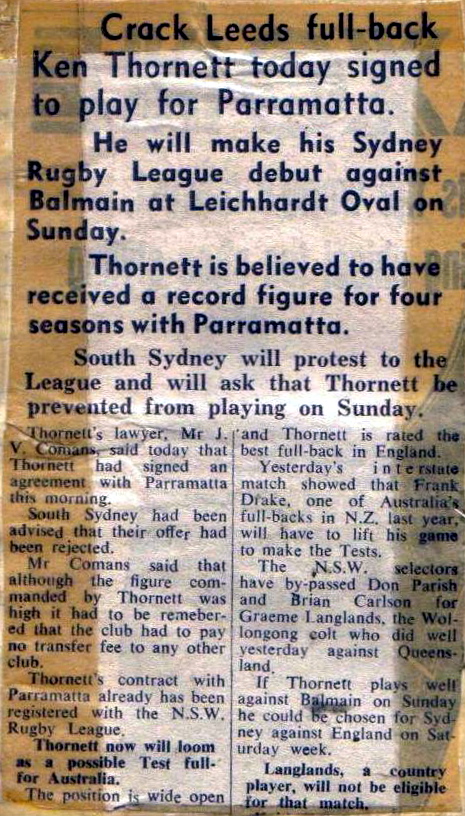 Crack Leeds full-back
Ken Thornett today signed
to play for Parramatta.
He will make his Sydney
Rugby League debut against
Balmain at Leichhardt Oval on
Sunday.
Thornett is believed to have
received a record figure for four
seasons with Parramatta.
South Sydney will protest to the
League and will ask that Thornett be
prevented from playing on Sunday.
Thornett's lawyer, Mr J.
V. Comans, said today that
Thornett had signed an
agreement with Parramatta
this morning.
South Sydney had been
advised that their offer had
been rejected.
Mr Comans said that
although the figure com-
manded by Thornett was
high it had to be remeber-
ed that the club had to pay
no transfer fee to any other
club.
Thornett's contract with
Parramatta already has been
registered with the N.S.W.
Rugby League.
Thornett now will loom
as a possible Test full-
for Australia.
The position is wide open
and Thornett is rated the
best full-back in England.
Yesterday's interstate
match showed that Frank
Drake, one of Australia's
full-backs in N.Z. last year,
will have to lift his game
to make the Tests.
The N.S.W. selectors
have by-passed Don Parish
and Brian Carlson for
Graeme Langlands, the Wol-
longong colt who did well
yesterday against Queens-
land.
If Thornett plays well
against Balmain on Sunday
he could be chosen for Syd-
ney against England on Sat-
urday week.
Langlands, a country
player, will not be eligible
for that match.